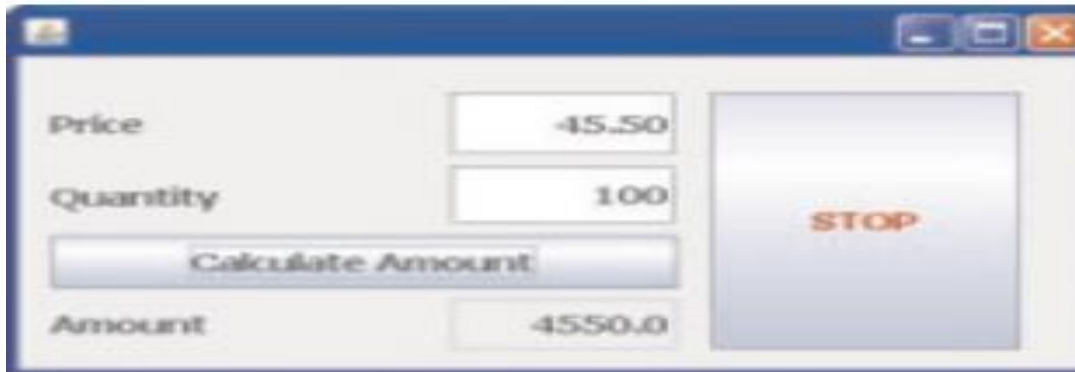 Price 45.50
Quantity 100
STOP
Calculate Amount
Amount 4550.0